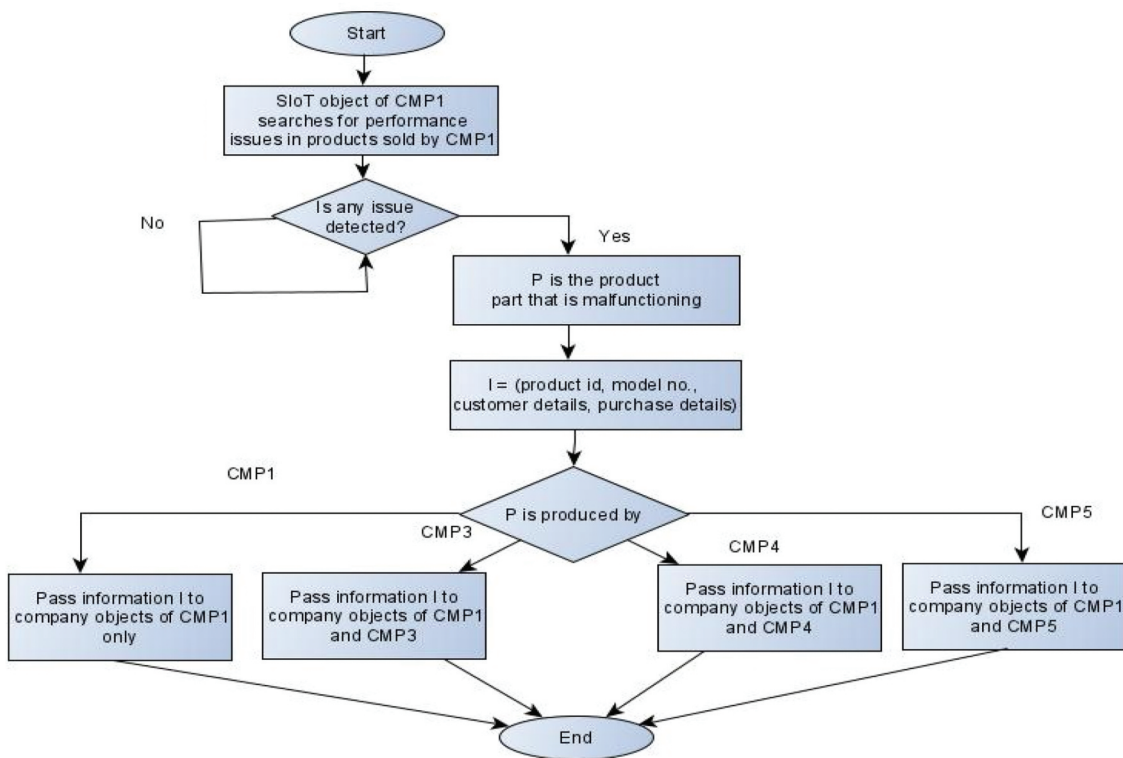 Start
SIoT object of CMP1
searches for performance
issues in products sold by CMP1
Is any issue
detected?
No
Yes
P is the product
part that is malfunctioning
I = (product id, model no.,
customer details, purchase details)
CMP1
P is produced by
CMP3
CMP4
CMP5
Pass information I to
company objects of CMP1
only
Pass information I to
company objects of CMP1
and CMP3
Pass information I to
company objects of CMP1
and CMP4
Pass information I to
company objects of CMP1
and CMP5
End